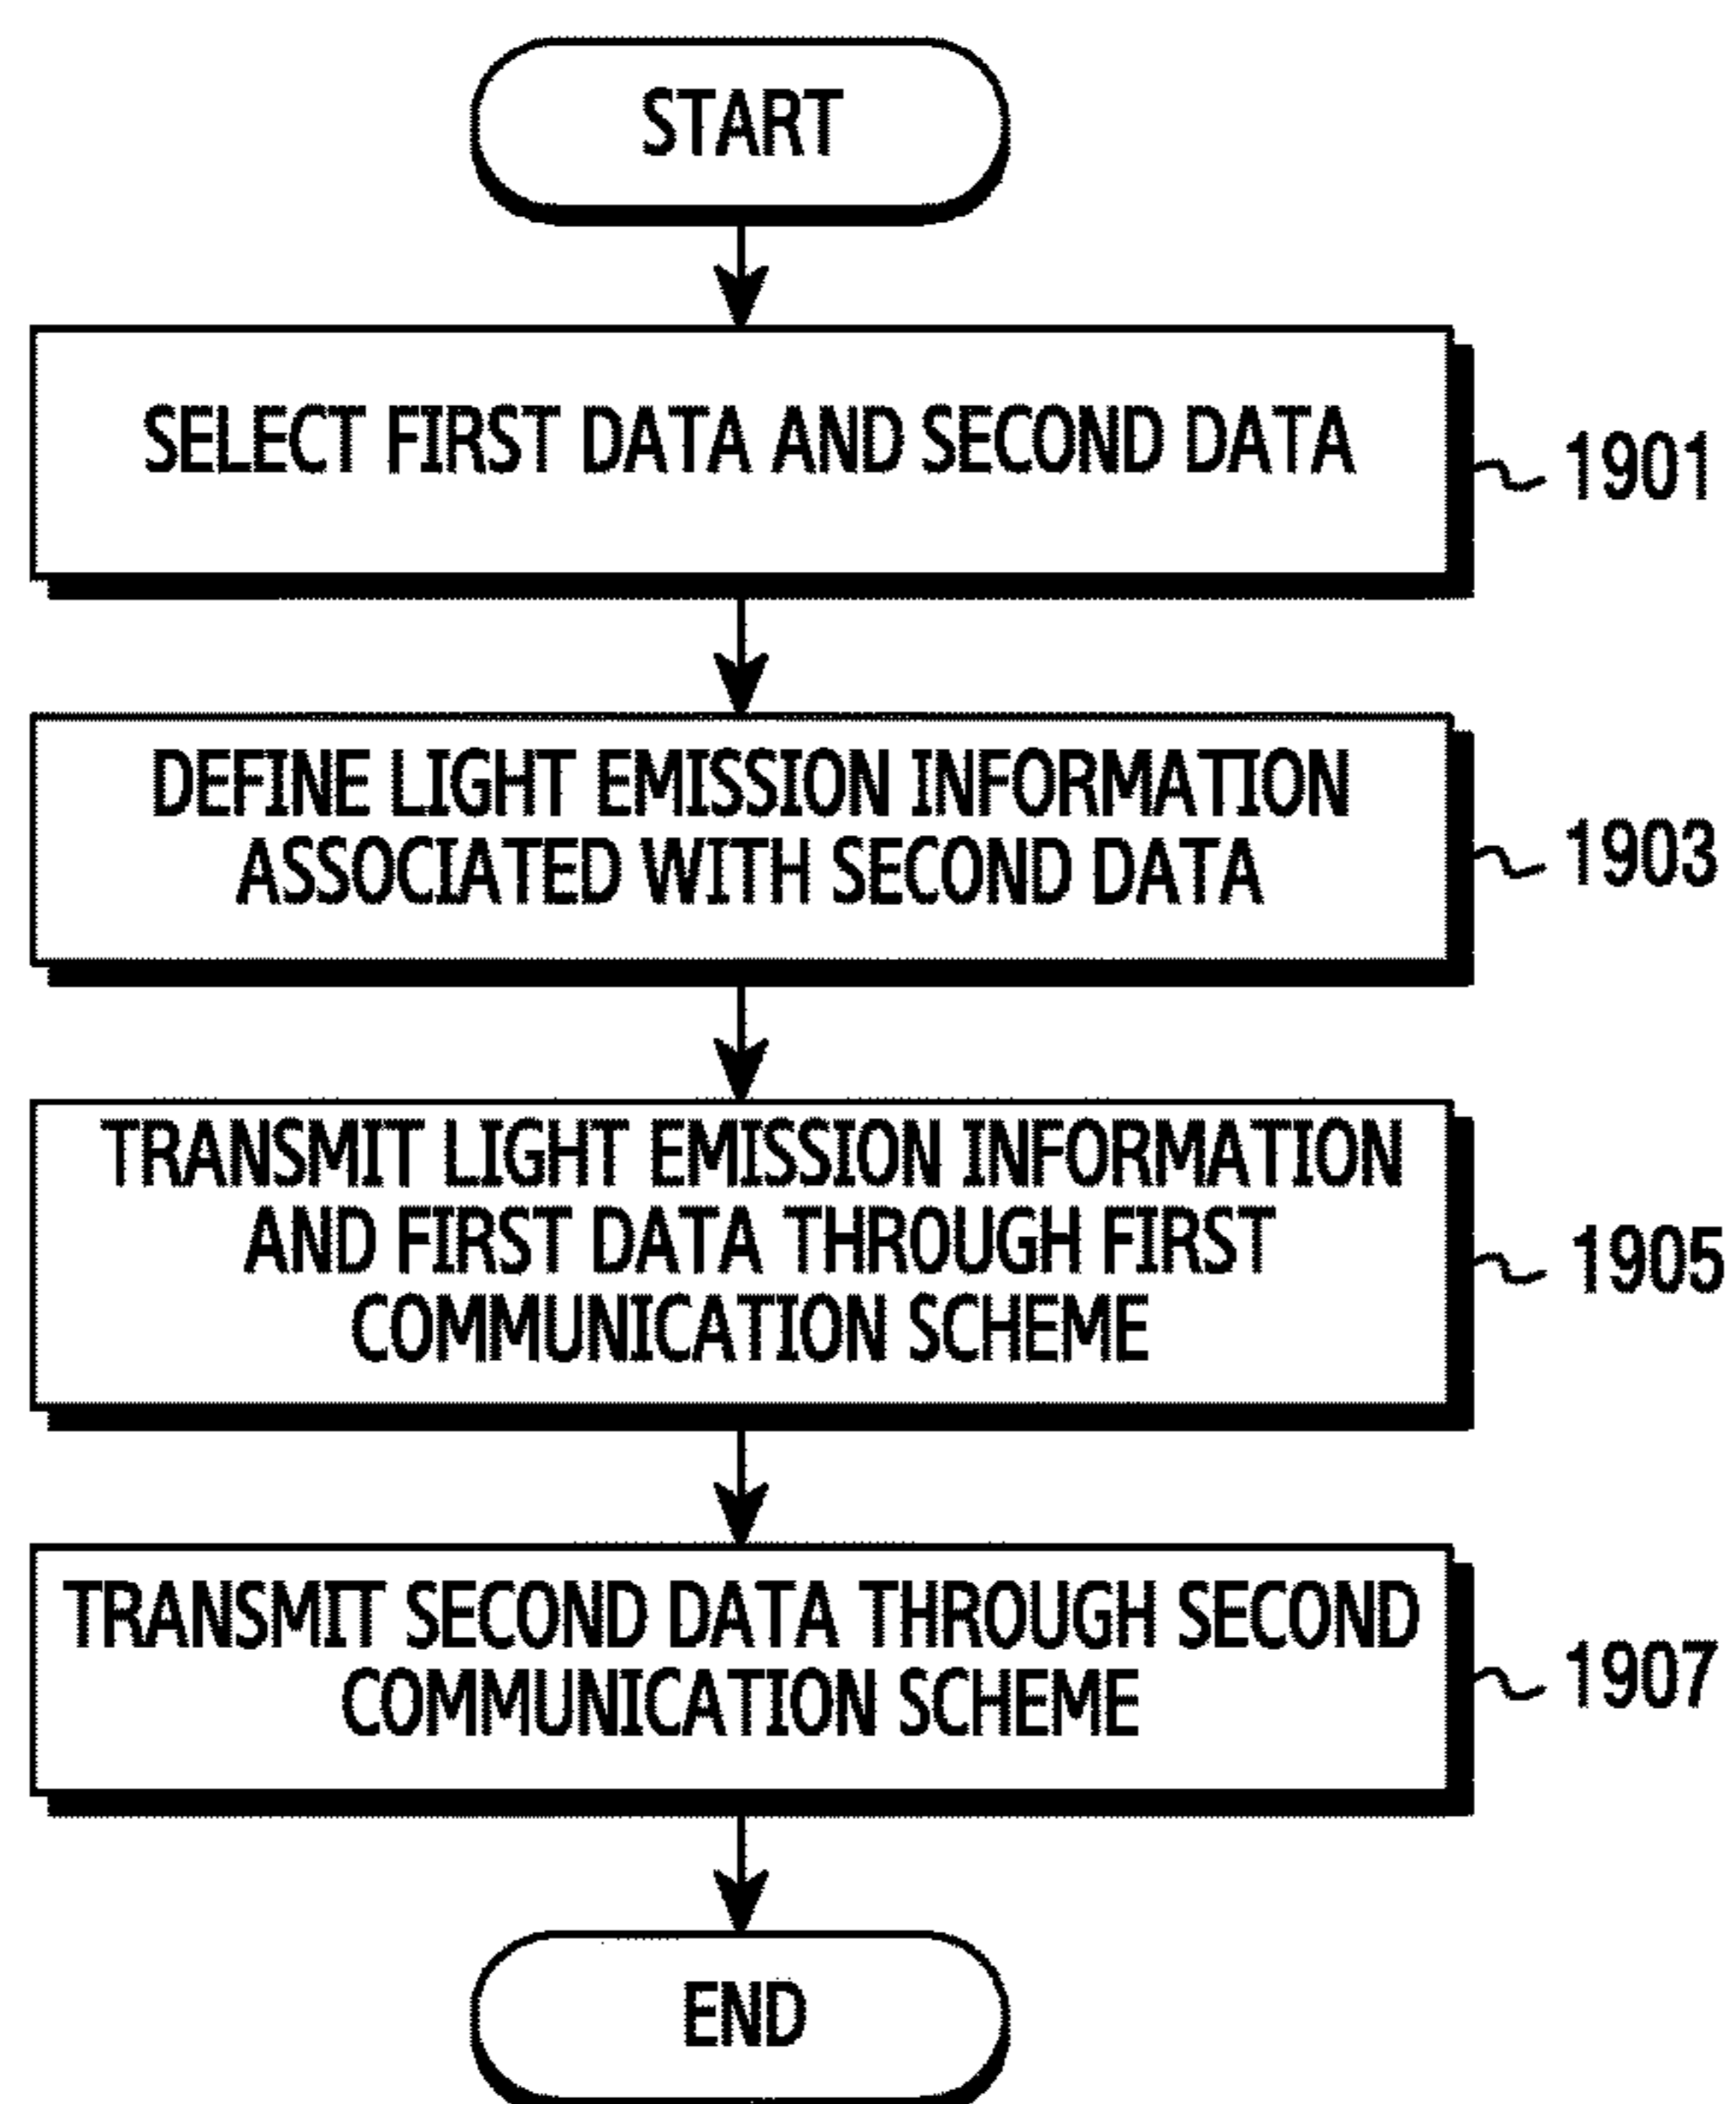 START
SELECT FIRST DATA AND SECOND DATA
1901
DEFINE LIGHT EMISSION INFORMATION
ASSOCIATED WITH SECOND DATA
1903
TRANSMIT LIGHT EMISSION INFORMATION
AND FIRST DATA THROUGH FIRST
COMMUNICATION SCHEME
1905
TRANSMIT SECOND DATA THROUGH SECOND
COMMUNICATION SCHEME
1907
END